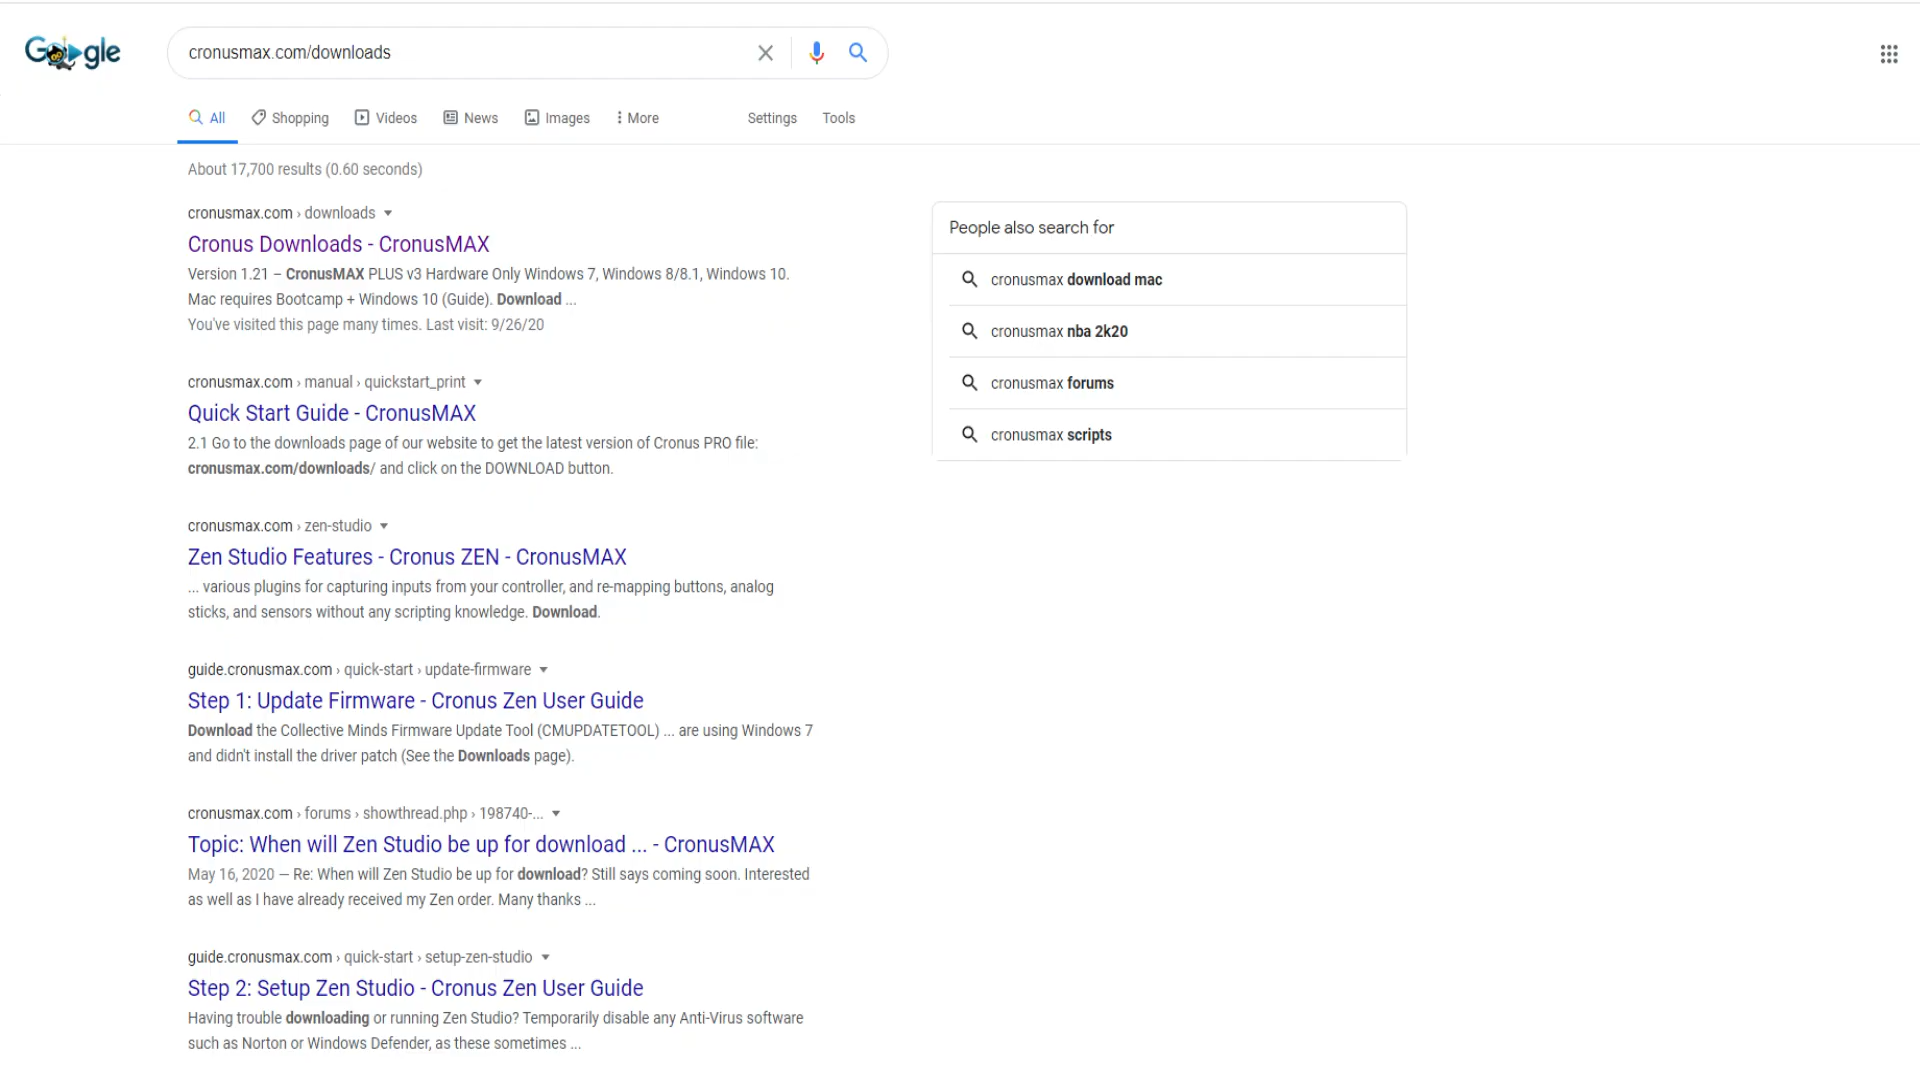 Google
cronusmax.com/downloads
All Shopping Videos News Images More Settings Tools
About 17,700 results (0.60 seconds)
cronusmax.com › downloads
Cronus Downloads - CronusMAX
Version 1.21 – CronusMAX PLUS v3 Hardware Only Windows 7, Windows 8/8.1, Windows 10.
Mac requires Bootcamp + Windows 10 (Guide). Download ...
You've visited this page many times. Last visit: 9/26/20
cronusmax.com › manual › quickstart_print
Quick Start Guide - CronusMAX
2.1 Go to the downloads page of our website to get the latest version of Cronus PRO file:
cronusmax.com/downloads/ and click on the DOWNLOAD button.
cronusmax.com › zen-studio
Zen Studio Features - Cronus ZEN - CronusMAX
... various plugins for capturing inputs from your controller, and re-mapping buttons, analog
sticks, and sensors without any scripting knowledge. Download.
guide.cronusmax.com › quick-start › update-firmware
Step 1: Update Firmware - Cronus Zen User Guide
Download the Collective Minds Firmware Update Tool (CMUPDATETOOL) ... are using Windows 7
and didn't install the driver patch (See the Downloads page).
cronusmax.com › forums › showthread.php › 198740-...
Topic: When will Zen Studio be up for download ... - CronusMAX
May 16, 2020 — Re: When will Zen Studio be up for download? Still says coming soon. Interested
as well as I have already received my Zen order. Many thanks ...
guide.cronusmax.com › quick-start › setup-zen-studio
Step 2: Setup Zen Studio - Cronus Zen User Guide
Having trouble downloading or running Zen Studio? Temporarily disable any Anti-Virus software
such as Norton or Windows Defender, as these sometimes ...
People also search for
cronusmax download mac
cronusmax nba 2k20
cronusmax forums
cronusmax scripts